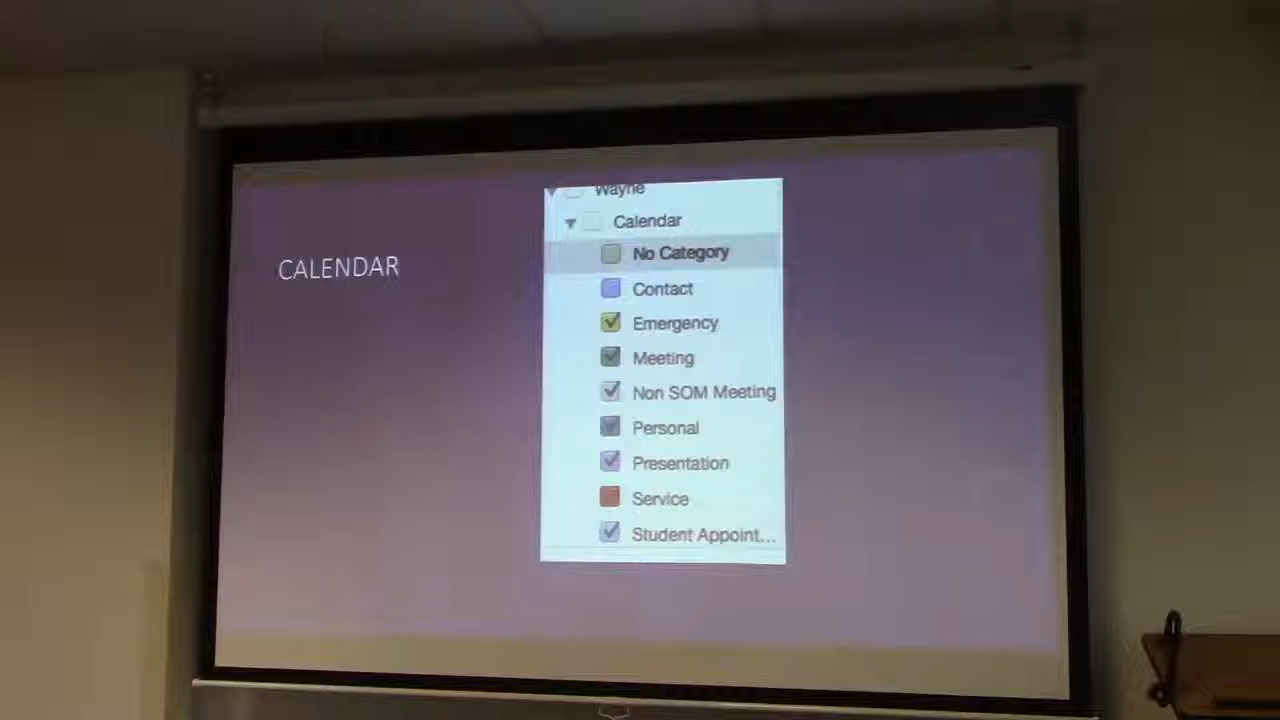 Wayne
Calendar
CALENDAR
No Category
Contact
Emergency
Meeting
Non SOM Meeting
Personal
Presentation
Service
Student Appoint...